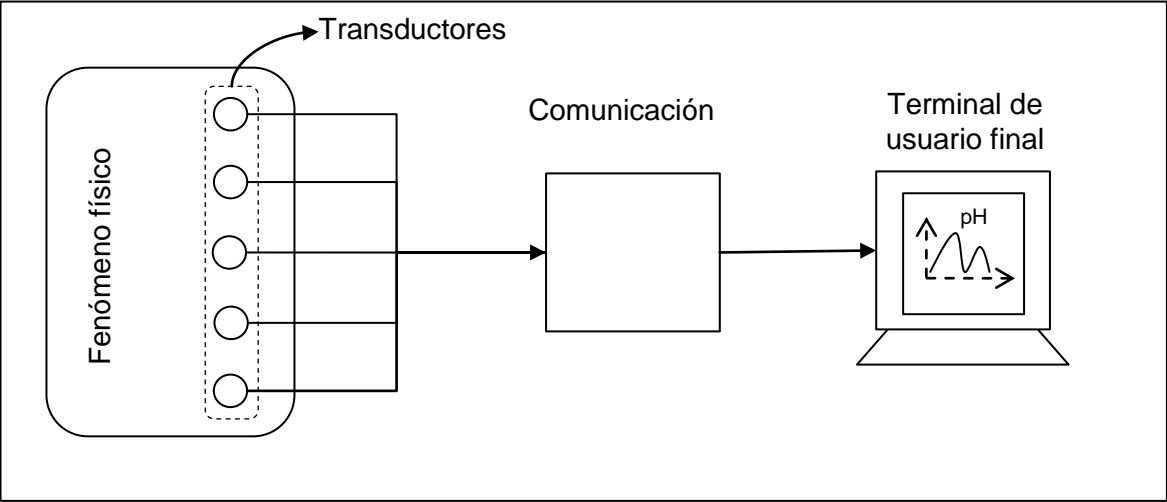 Transductores
Fenómeno físico
Comunicación
Terminal de
usuario final
pH